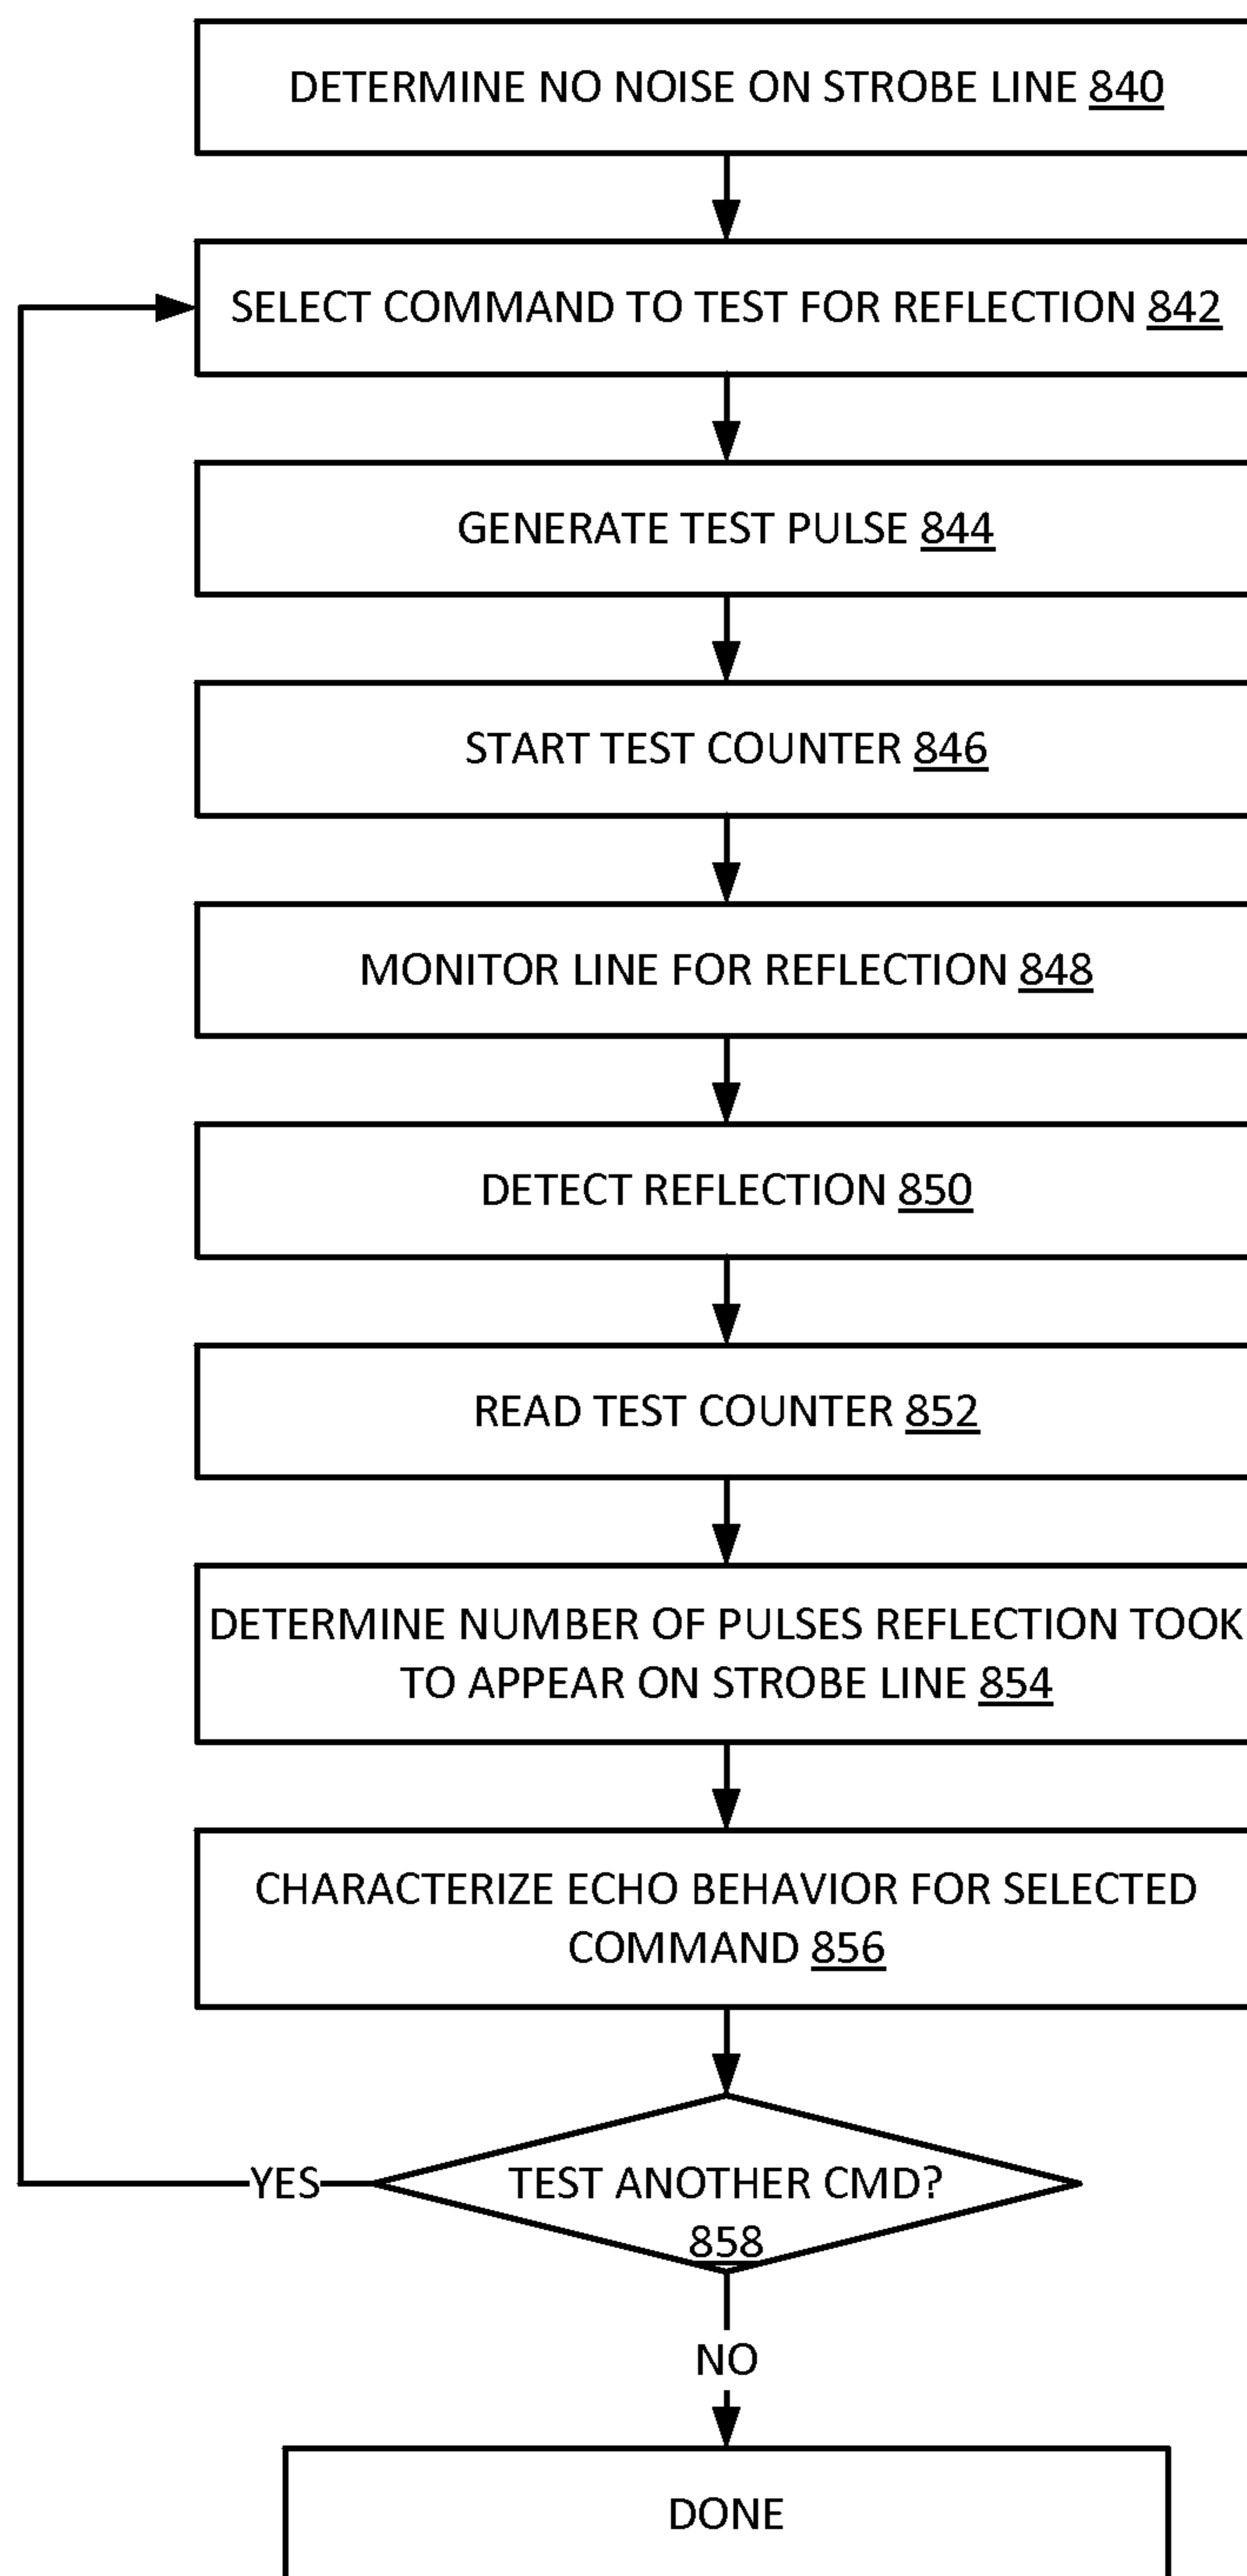 DETERMINE NO NOISE ON STROBE LINE 840
SELECT COMMAND TO TEST FOR REFLECTION 842
GENERATE TEST PULSE 844
START TEST COUNTER 846
MONITOR LINE FOR REFLECTION 848
DETECT REFLECTION 850
READ TEST COUNTER 852
DETERMINE NUMBER OF PULSES REFLECTION TOOK
TO APPEAR ON STROBE LINE 854
CHARACTERIZE ECHO BEHAVIOR FOR SELECTED
COMMAND 856
YES
TEST ANOTHER CMD?
858
NO
DONE